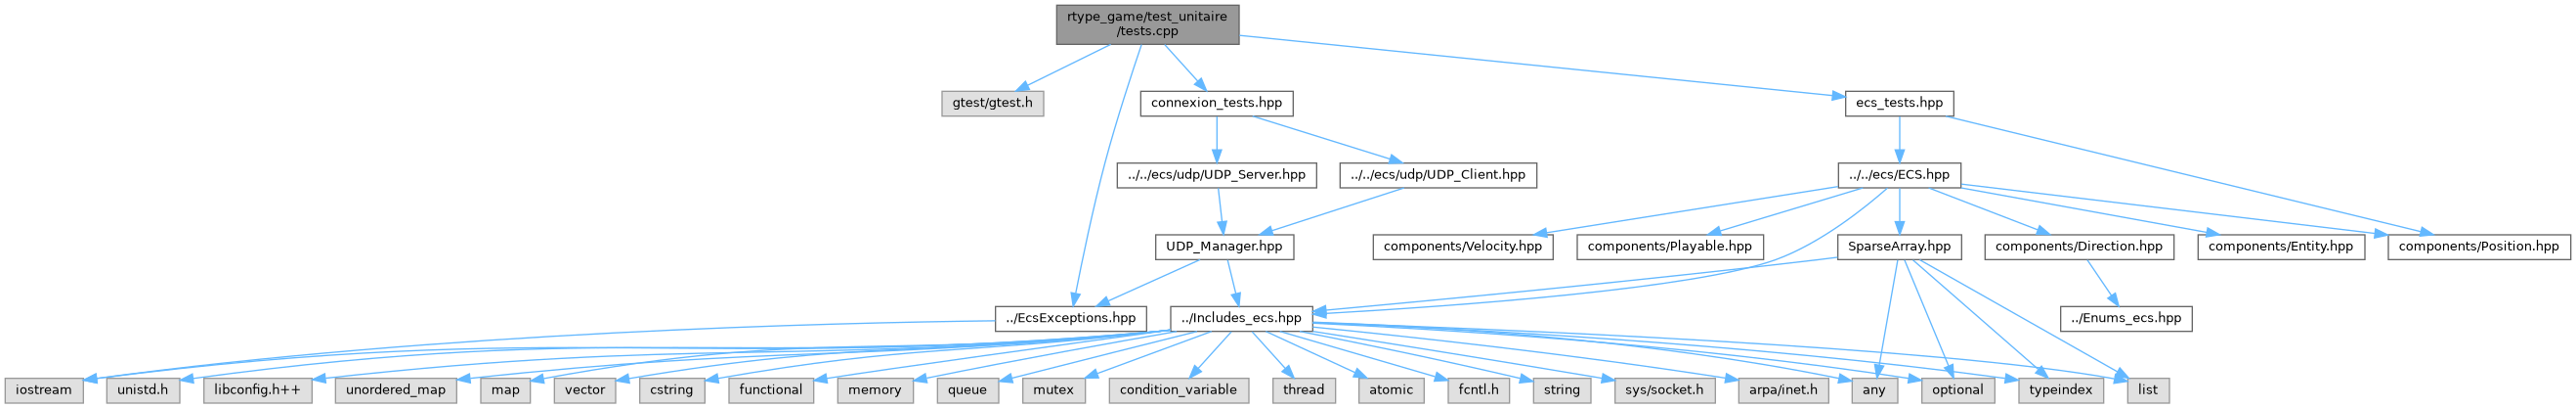 rtype_game/test_unitaire
/tests.cpp
gtest/gtest.h
connexion_tests.hpp
ecs_tests.hpp
../../ecs/udp/UDP_Server.hpp
../../ecs/udp/UDP_Client.hpp
../../ecs/ECS.hpp
UDP_Manager.hpp
components/Velocity.hpp
components/Playable.hpp
SparseArray.hpp
components/Direction.hpp
components/Entity.hpp
components/Position.hpp
../EcsExceptions.hpp
../Includes_ecs.hpp
../Enums_ecs.hpp
iostream
unistd.h
libconfig.h++
unordered_map
map
vector
cstring
functional
memory
queue
mutex
condition_variable
thread
atomic
fcntl.h
string
sys/socket.h
arpa/inet.h
any
optional
typeindex
list